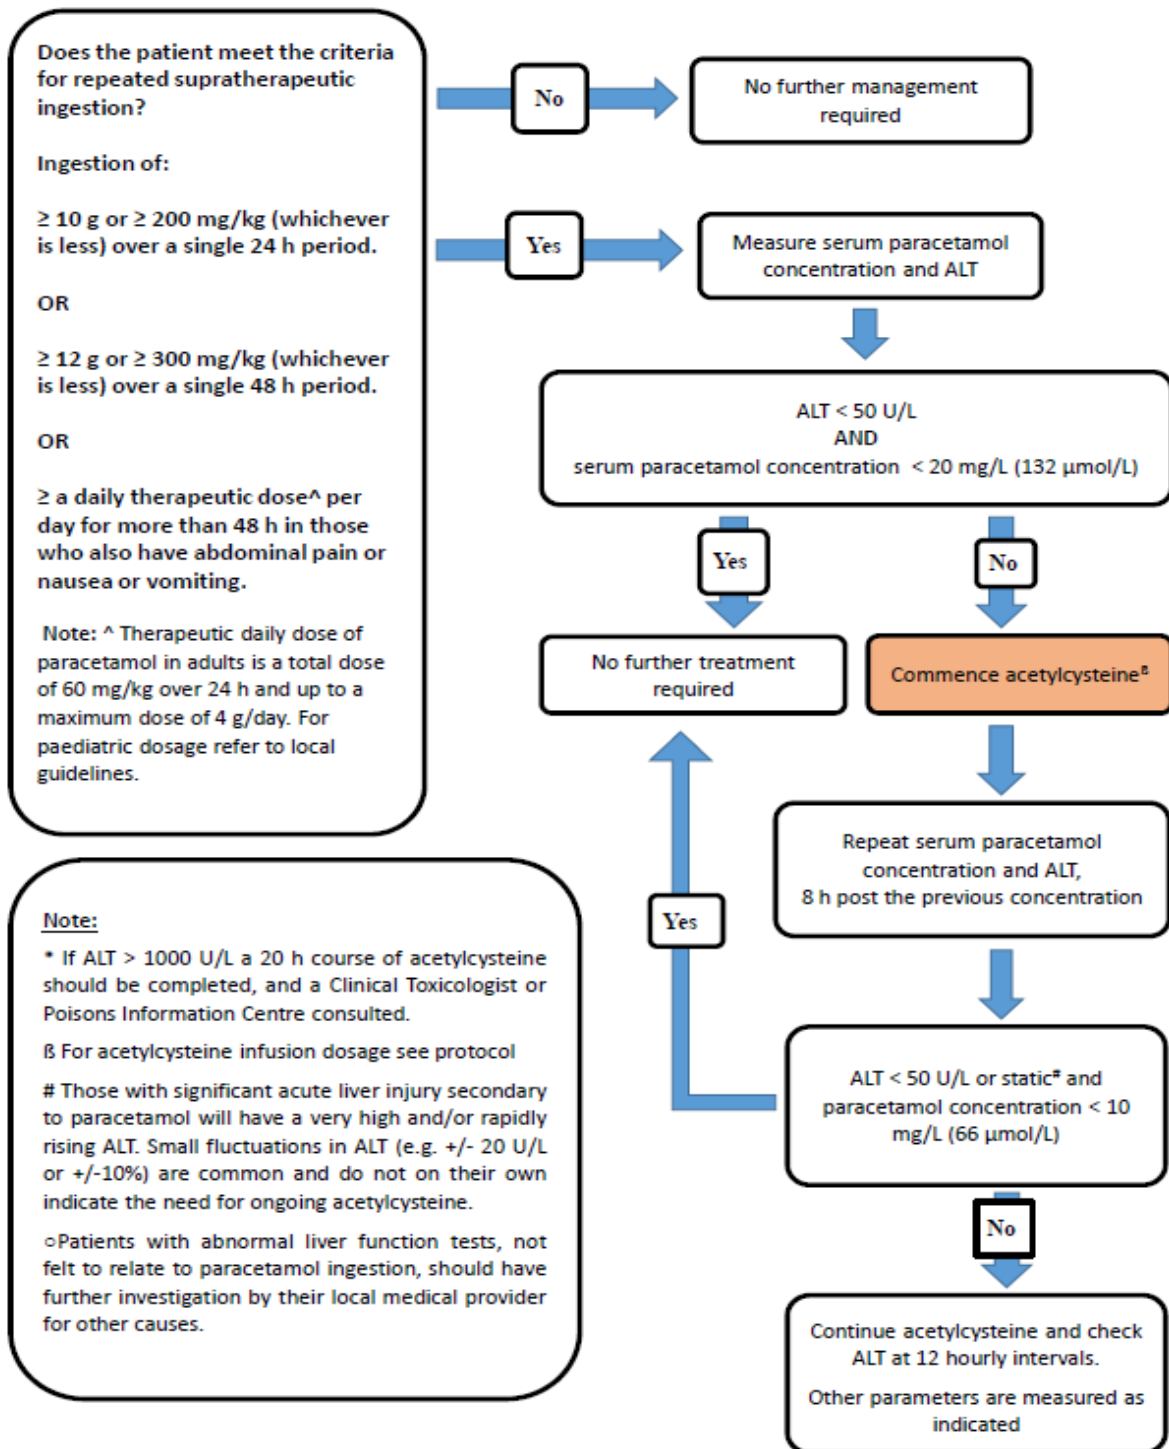 Does the patient meet the criteria
for repeated supratherapeutic
ingestion?
Ingestion of:
≥ 10 g or ≥ 200 mg/kg (whichever
is less) over a single 24 h period.
OR
≥ 12 g or ≥ 300 mg/kg (whichever
is less) over a single 48 h period.
OR
≥ a daily therapeutic dose^ per
day for more than 48 h in those
who also have abdominal pain or
nausea or vomiting.
Note: ^ Therapeutic daily dose of
paracetamol in adults is a total dose
of 60 mg/kg over 24 h and up to a
maximum dose of 4 g/day. For
paediatric dosage refer to local
guidelines.
No
No further management
required
Yes
Measure serum paracetamol
concentration and ALT
ALT < 50 U/L
AND
serum paracetamol concentration < 20 mg/L (132 µmol/L)
Yes
No
No further treatment
required
Commence acetylcysteineᵝ
Repeat serum paracetamol
concentration and ALT,
8 h post the previous concentration
Yes
ALT < 50 U/L or static# and
paracetamol concentration < 10
mg/L (66 µmol/L)
No
Continue acetylcysteine and check
ALT at 12 hourly intervals.
Other parameters are measured as
indicated
Note:
* If ALT > 1000 U/L a 20 h course of acetylcysteine
should be completed, and a Clinical Toxicologist or
Poisons Information Centre consulted.
ß For acetylcysteine infusion dosage see protocol
# Those with significant acute liver injury secondary
to paracetamol will have a very high and/or rapidly
rising ALT. Small fluctuations in ALT (e.g. +/- 20 U/L
or +/-10%) are common and do not on their own
indicate the need for ongoing acetylcysteine.
○Patients with abnormal liver function tests, not
felt to relate to paracetamol ingestion, should have
further investigation by their local medical provider
for other causes.